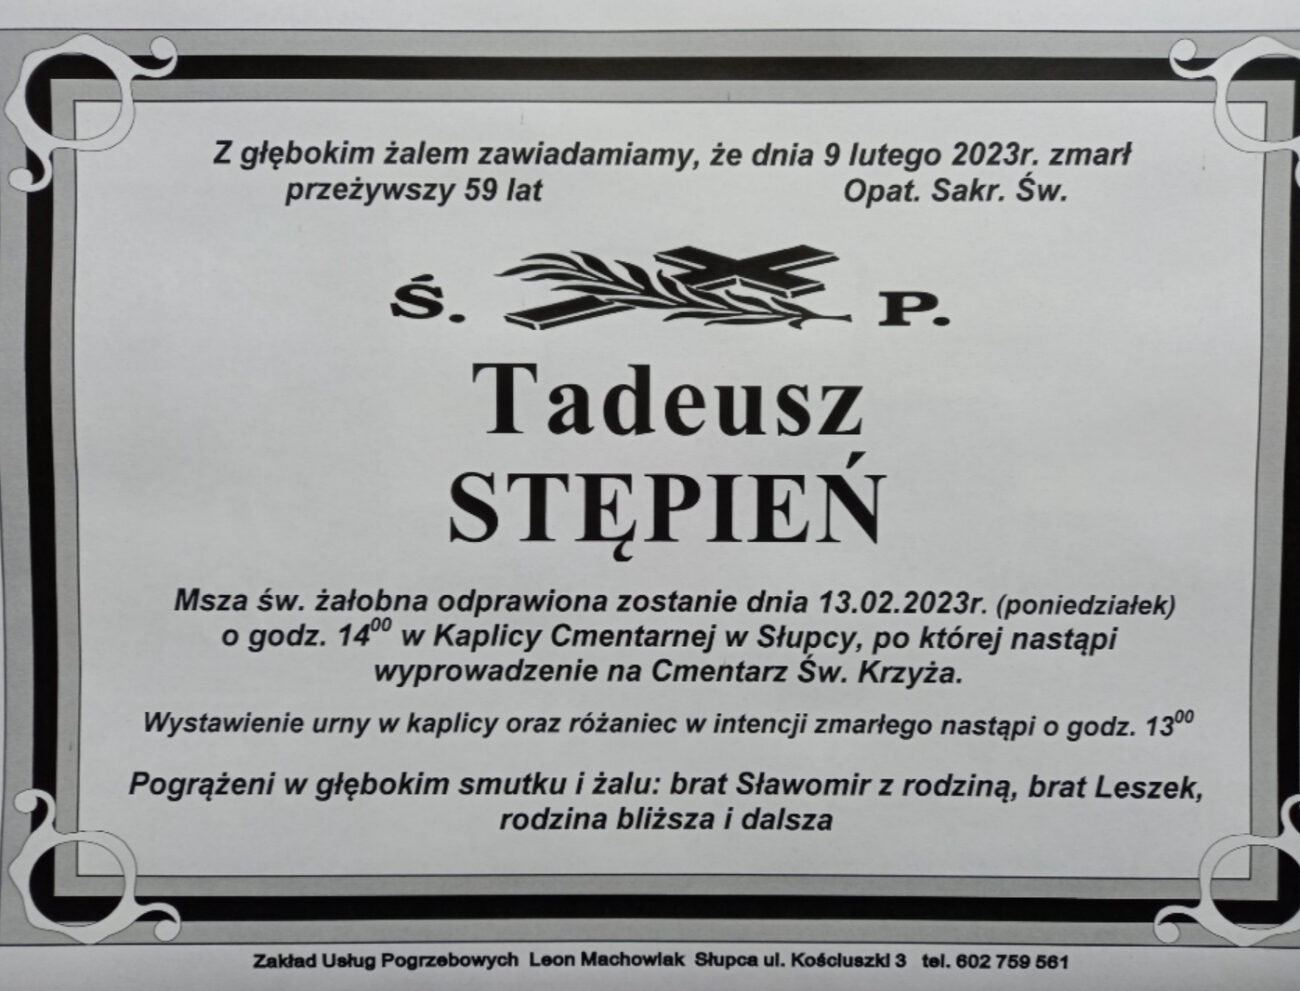 Z głębokim żalem zawiadamiamy, że dnia 9 lutego 2023r. zmarł
przeżywszy 59 lat Opat. Sakr. Św.
Ś. P.
Tadeusz
STĘPIEŃ
Msza św. żałobna odprawiona zostanie dnia 13.02.2023r. (poniedziałek)
o godz. 14⁰⁰ w Kaplicy Cmentarnej w Słupcy, po której nastąpi
wyprowadzenie na Cmentarz Św. Krzyża.
Wystawienie urny w kaplicy oraz różaniec w intencji zmarłego nastąpi o godz. 13⁰⁰
Pogrążeni w głębokim smutku i żalu: brat Sławomir z rodziną, brat Leszek,
rodzina bliższa i dalsza
Zakład Usług Pogrzebowych Leon Machowiak Słupca ul. Kościuszki 3 tel. 602 759 561